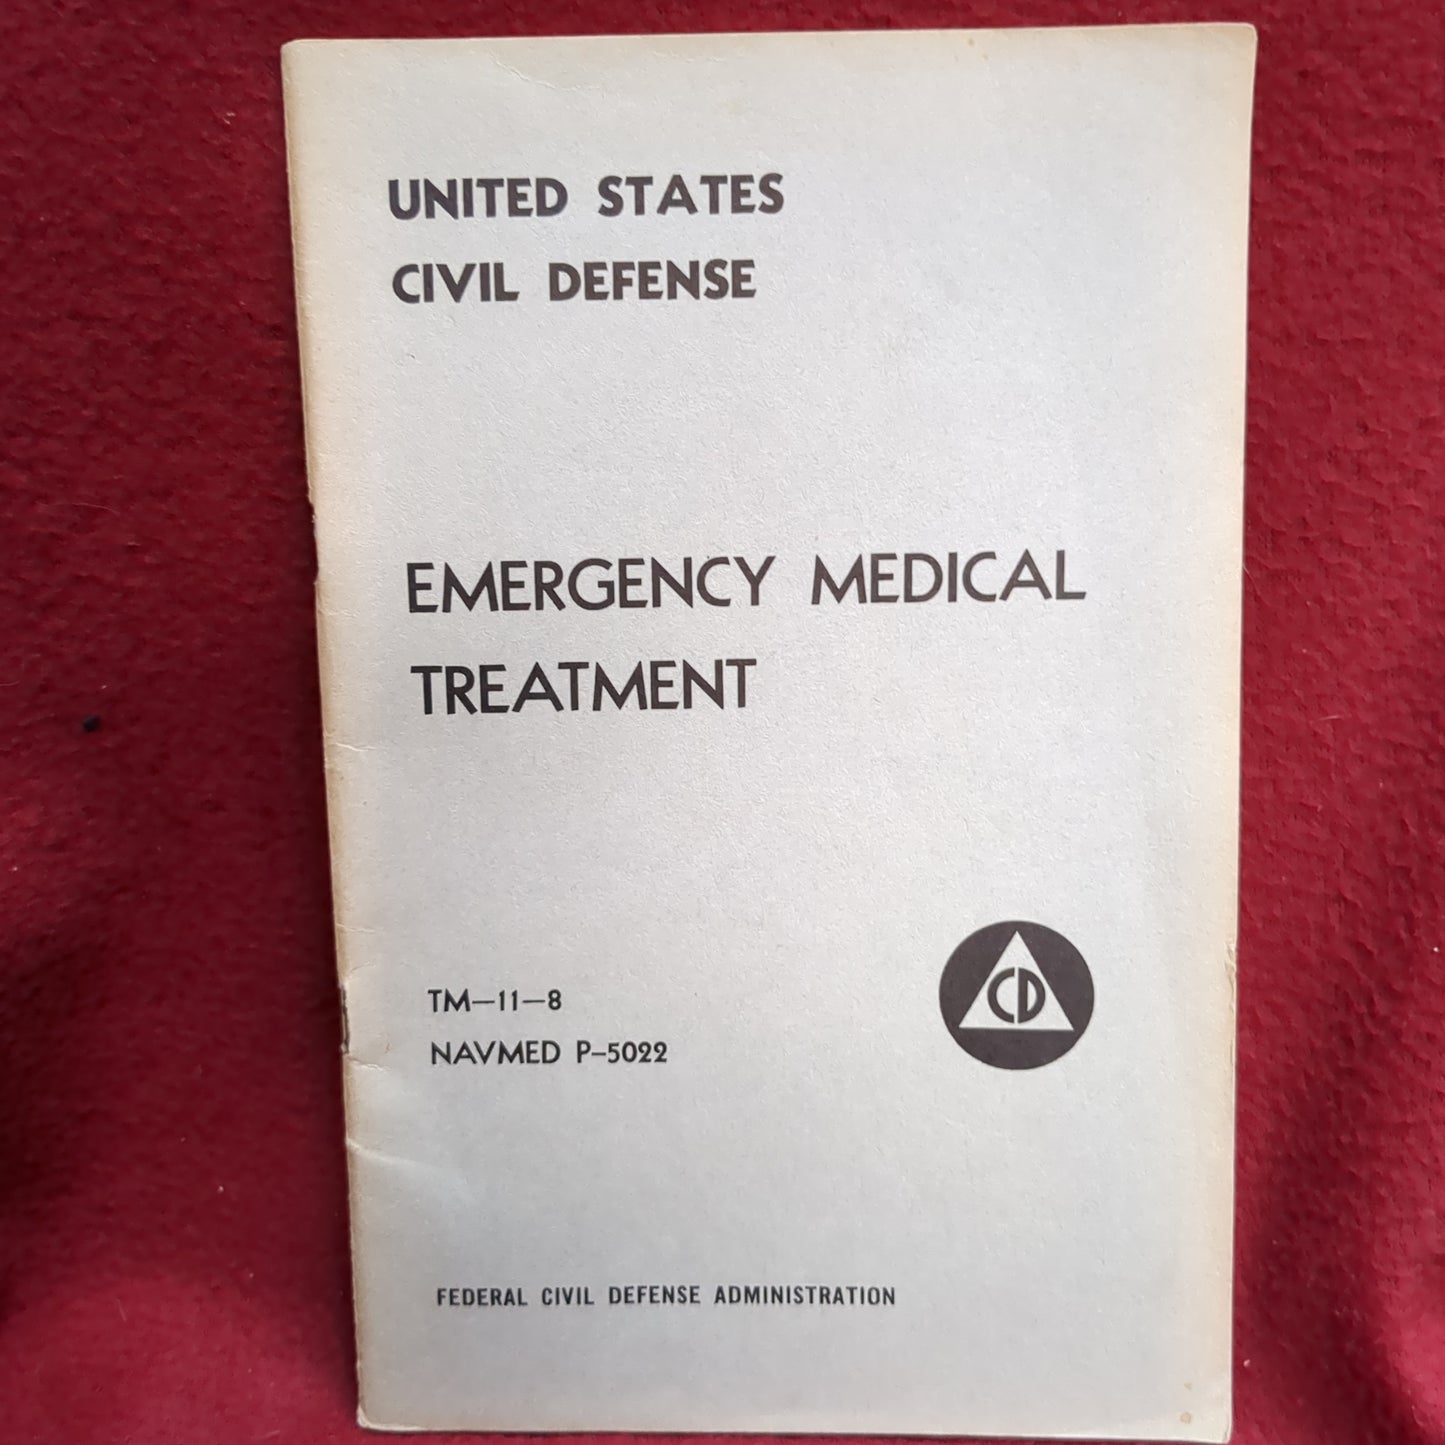 UNITED STATES
CIVIL DEFENSE
EMERGENCY MEDICAL
TREATMENT
TM—11—8
NAVMED P—5022
CD
FEDERAL CIVIL DEFENSE ADMINISTRATION